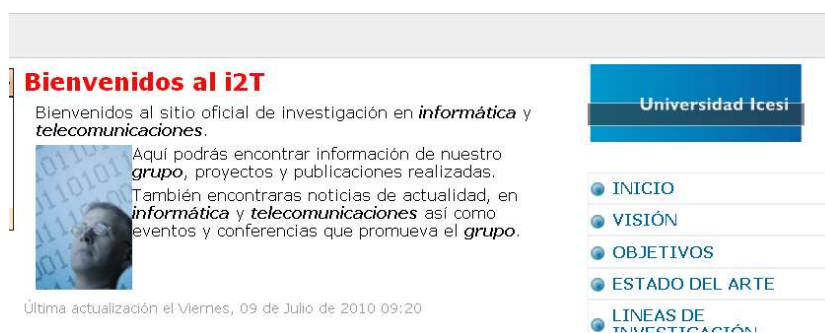 Bienvenidos al i2T
Bienvenidos al sitio oficial de investigación en informática y
telecomunicaciones.
Aquí podrás encontrar información de nuestro
grupo, proyectos y publicaciones realizadas.
También encontraras noticias de actualidad, en
informática y telecomunicaciones así como
eventos y conferencias que promueva el grupo.
Última actualización el Viernes, 09 de Julio de 2010 09:20
Universidad Icesi
INICIO
VISIÓN
OBJETIVOS
ESTADO DEL ARTE
LINEAS DE
INVESTIGACIÓN